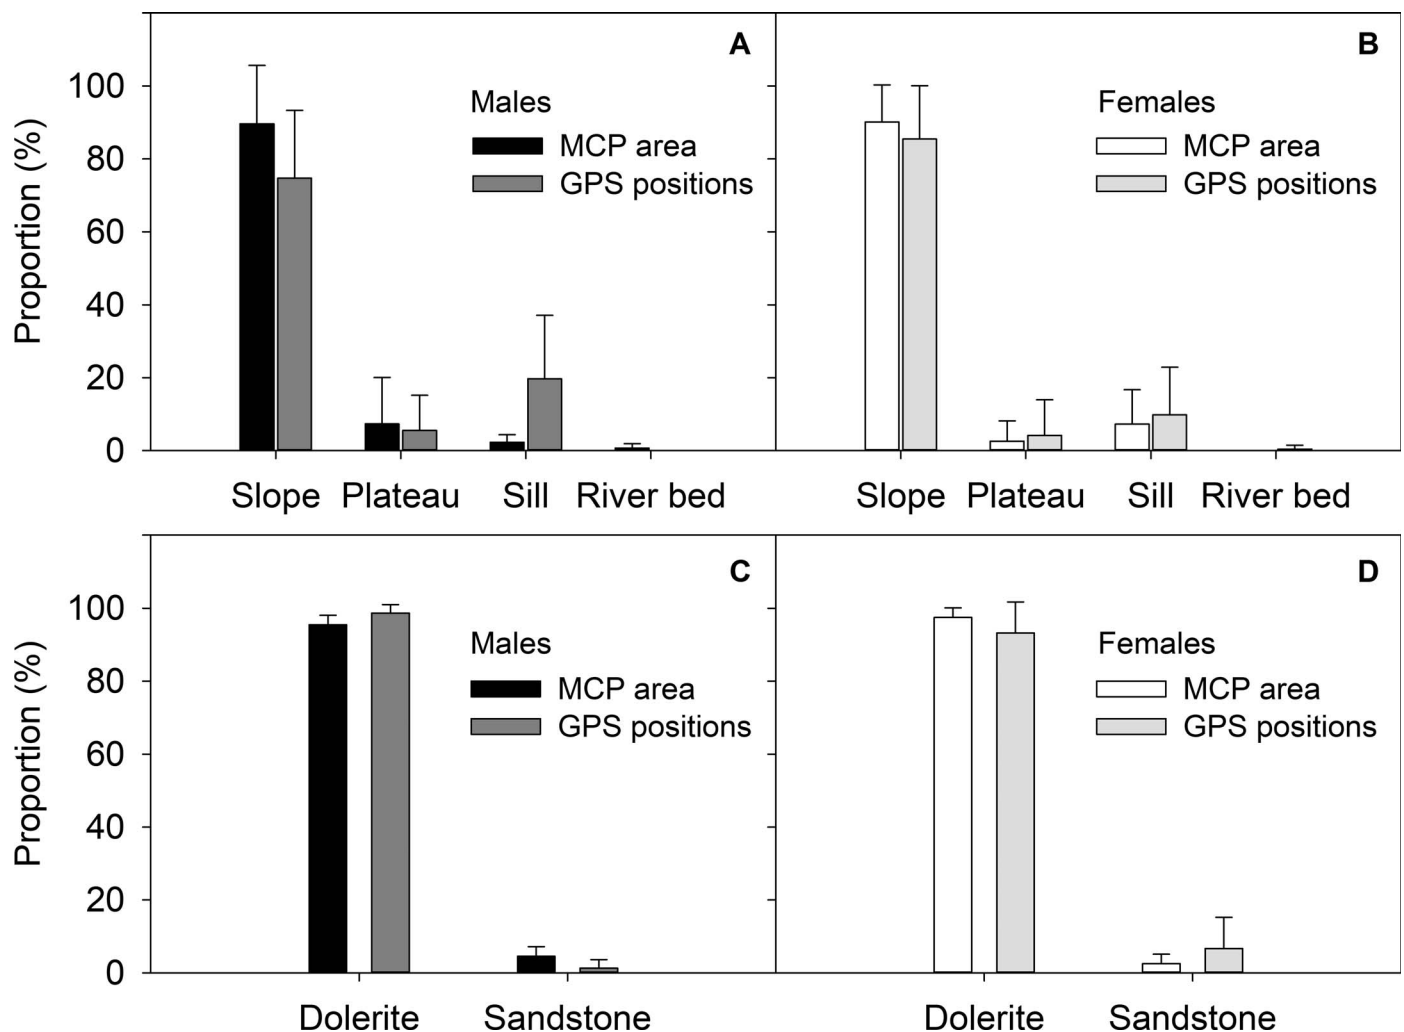 A
B
Males
MCP area
GPS positions
Females
MCP area
GPS positions
Proportion (%)
100
80
60
40
20
0
Slope Plateau Sill River bed
Slope Plateau Sill River bed
C
D
Males
MCP area
GPS positions
Females
MCP area
GPS positions
Proportion (%)
100
80
60
40
20
0
Dolerite Sandstone
Dolerite Sandstone